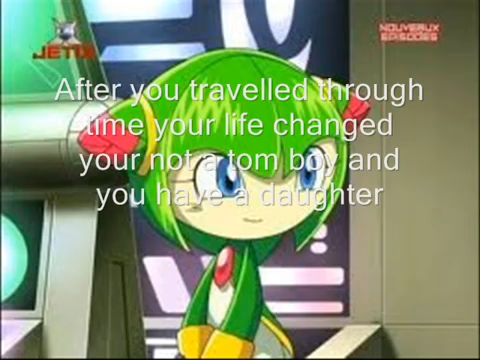 JETIX
NOUVEAUX
EPISODES
After you travelled through
time your life changed
your not a tom boy and
you have a daughter